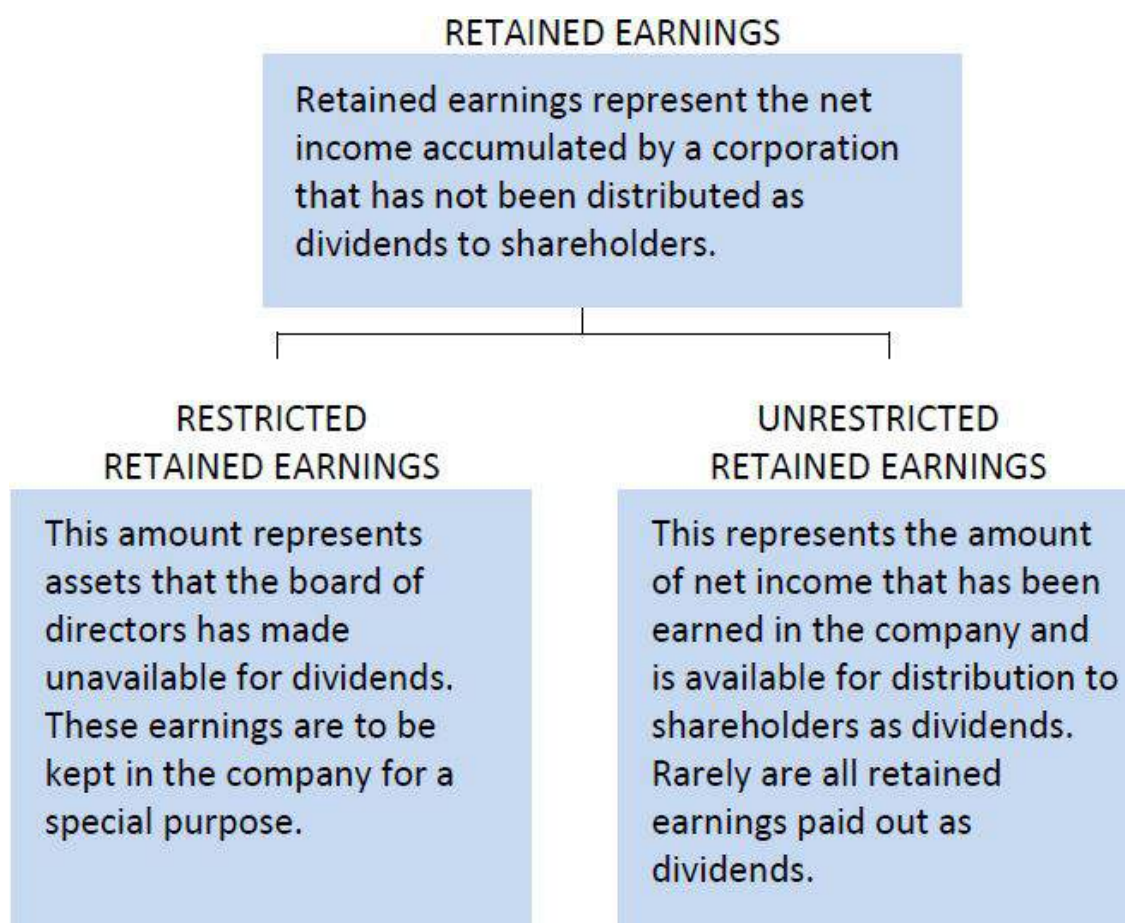 RETAINED EARNINGS
Retained earnings represent the net
income accumulated by a corporation
that has not been distributed as
dividends to shareholders.
RESTRICTED
RETAINED EARNINGS
This amount represents
assets that the board of
directors has made
unavailable for dividends.
These earnings are to be
kept in the company for a
special purpose.
UNRESTRICTED
RETAINED EARNINGS
This represents the amount
of net income that has been
earned in the company and
is available for distribution to
shareholders as dividends.
Rarely are all retained
earnings paid out as
dividends.